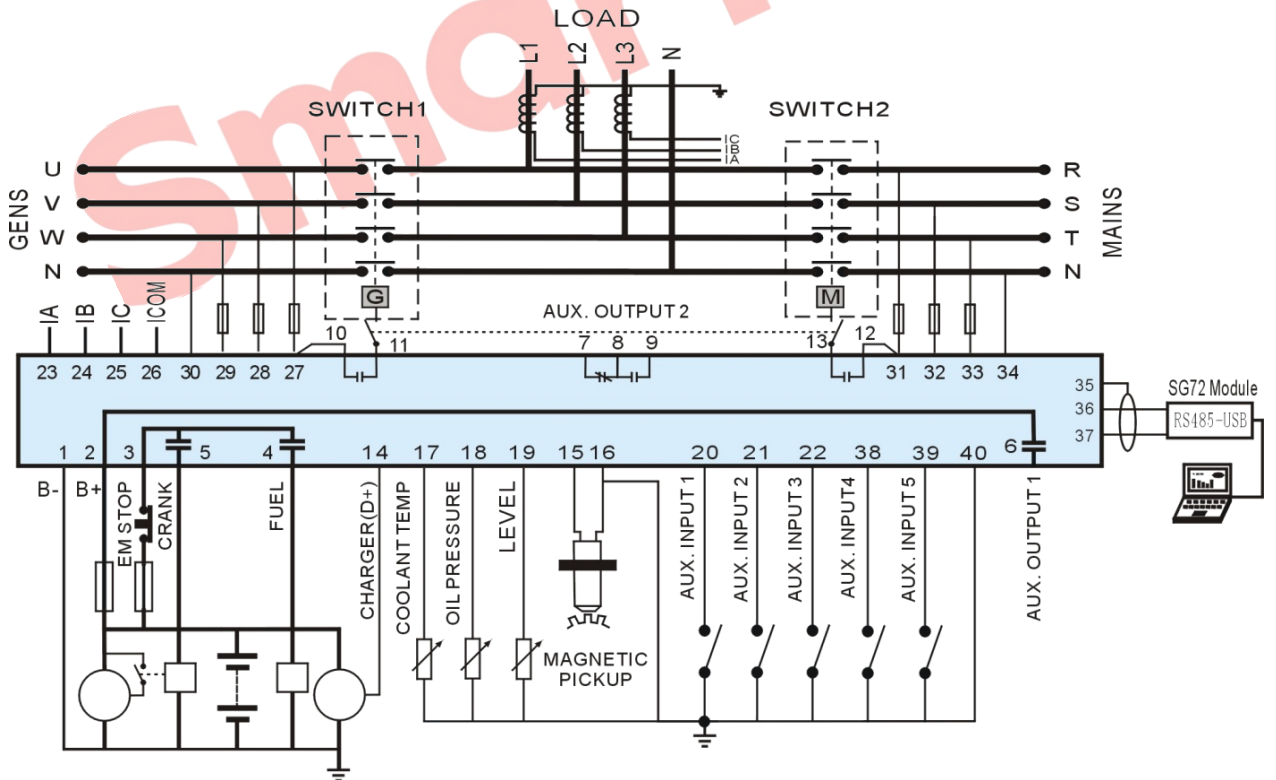 Smar
LOAD
L1
L2
L3
N
SWITCH1
SWITCH2
IC
IB
IA
GENS
U
V
W
N
R
S
T
N
MAINS
G
M
AUX. OUTPUT 2
IA
IB
IC
ICOM
10
11
7
8
9
13
12
23 24 25 26 30 29 28 27 31 32 33 34
35
36
37
SG72 Module
RS485-USB
1 2 3 5 4 14 17 18 19 15 16 20 21 22 38 39 40 6
B-
B+
EM STOP
CRANK
FUEL
CHARGER(D+)
COOLANT TEMP
OIL PRESSURE
LEVEL
MAGNETIC
PICKUP
AUX. INPUT 1
AUX. INPUT 2
AUX. INPUT 3
AUX. INPUT4
AUX. INPUT 5
AUX. OUTPUT 1